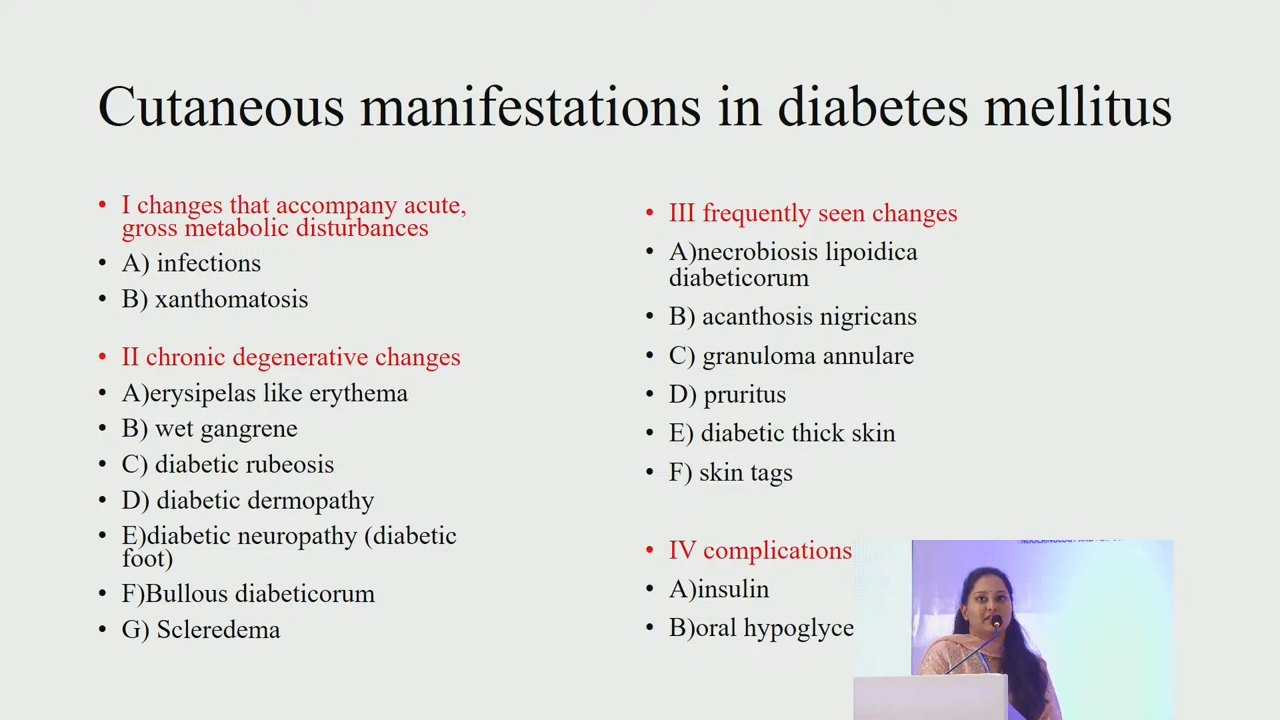 Cutaneous manifestations in diabetes mellitus
• I changes that accompany acute,
gross metabolic disturbances
• A) infections
• B) xanthomatosis
• II chronic degenerative changes
• A)erysipelas like erythema
• B) wet gangrene
• C) diabetic rubeosis
• D) diabetic dermopathy
• E)diabetic neuropathy (diabetic
foot)
• F)Bullous diabeticorum
• G) Scleredema
• III frequently seen changes
• A)necrobiosis lipoidica
diabeticorum
• B) acanthosis nigricans
• C) granuloma annulare
• D) pruritus
• E) diabetic thick skin
• F) skin tags
• IV complications
• A)insulin
• B)oral hypoglyce